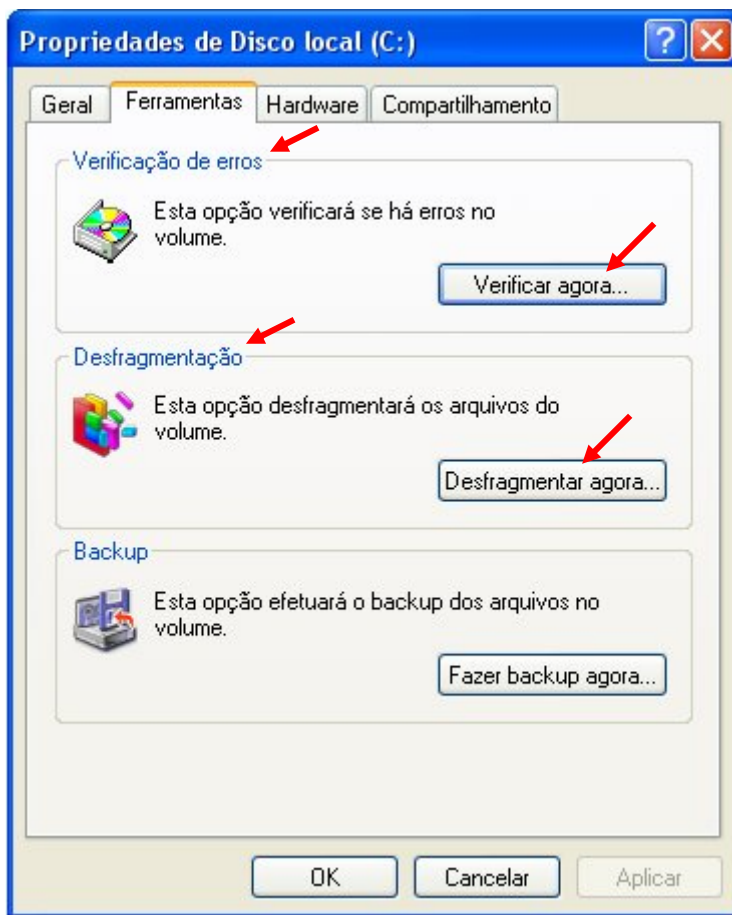 Propriedades de Disco local (C:)
Geral Ferramentas Hardware Compartilhamento
Verificação de erros
Esta opção verificará se há erros no
volume.
Verificar agora...
Desfragmentação
Esta opção desfragmentará os arquivos do
volume.
Desfragmentar agora...
Backup
Esta opção efetuará o backup dos arquivos no
volume.
Fazer backup agora...
OK Cancelar Aplicar